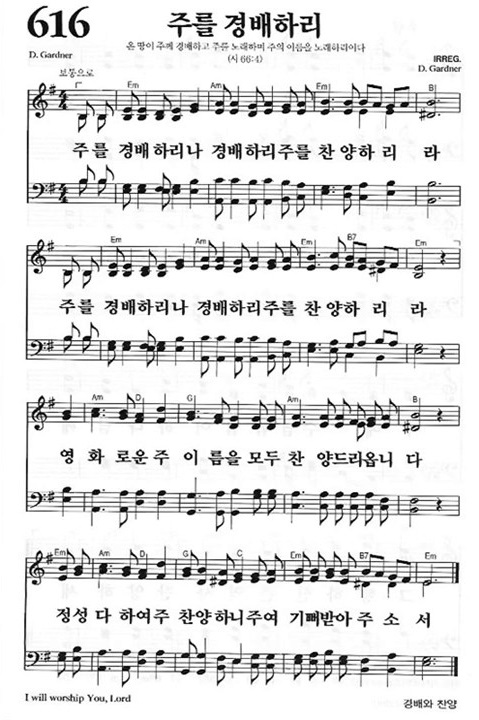 616
주를 경배하리
온 땅이 주께 경배하고 주를 노래하며 주의 이름을 노래하리이다
(시 66:4)
D. Gardner
IRREG.
D. Gardner
보통으로
Em Am Em Am B
주를 경배하리나 경배하리주를 찬양하 리 라
Em Am Em B7 Em
주를 경배하리나 경배하리주를 찬양하 리 라
Em Am D G Em Am B
영 화 로운주 이 름을 모두 찬 양드리옵니 다
Em Am D G C Em B7 Em
정성 다 하여주 찬양하니주여 기뻐받아 주 소 서
I will worship You, Lord
경배와 찬양